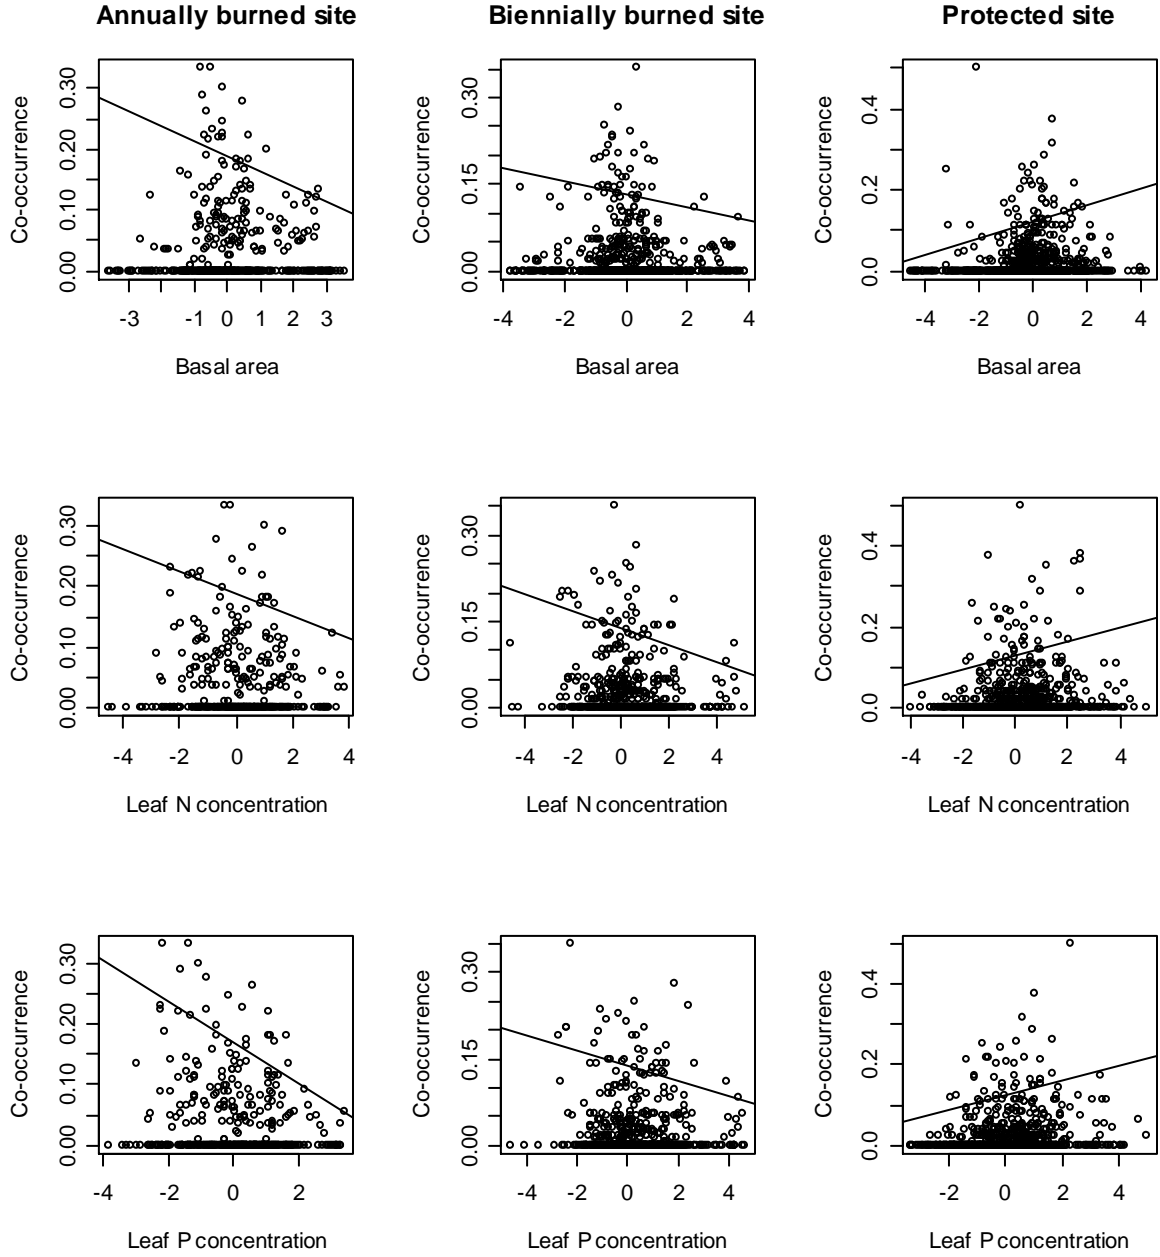 Annually burned site Biennially burned site Protected site
Co-occurrence Co-occurrence Co-occurrence
0.00 0.10 0.20 0.30 0.00 0.15 0.30 0.0 0.2 0.4
-3 -1 0 1 2 3 -4 -2 0 2 4 -4 -2 0 2 4
Basal area Basal area Basal area
Co-occurrence Co-occurrence Co-occurrence
0.00 0.10 0.20 0.30 0.00 0.15 0.30 0.0 0.2 0.4
-4 -2 0 2 4 -4 -2 0 2 4 -4 -2 0 2 4
Leaf N concentration Leaf N concentration Leaf N concentration
Co-occurrence Co-occurrence Co-occurrence
0.00 0.10 0.20 0.30 0.00 0.15 0.30 0.0 0.2 0.4
-4 -2 0 2 -4 -2 0 2 4 -2 0 2 4
Leaf P concentration Leaf P concentration Leaf P concentration